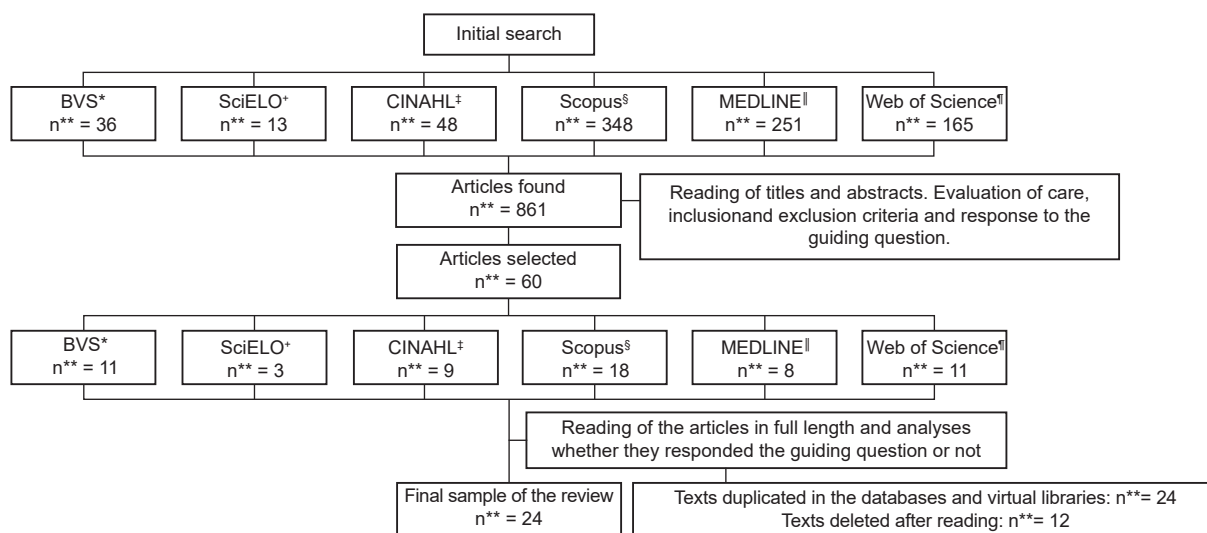 Initial search
BVS*
n** = 36
SciELO⁺
n** = 13
CINAHL‡
n** = 48
Scopus§
n** = 348
MEDLINE‖
n** = 251
Web of Science¶
n** = 165
Articles found
n** = 861
Reading of titles and abstracts. Evaluation of care,
inclusionand exclusion criteria and response to the
guiding question.
Articles selected
n** = 60
BVS*
n** = 11
SciELO⁺
n** = 3
CINAHL‡
n** = 9
Scopus§
n** = 18
MEDLINE‖
n** = 8
Web of Science¶
n** = 11
Reading of the articles in full length and analyses
whether they responded the guiding question or not
Final sample of the review
n** = 24
Texts duplicated in the databases and virtual libraries: n**= 24
Texts deleted after reading: n**= 12